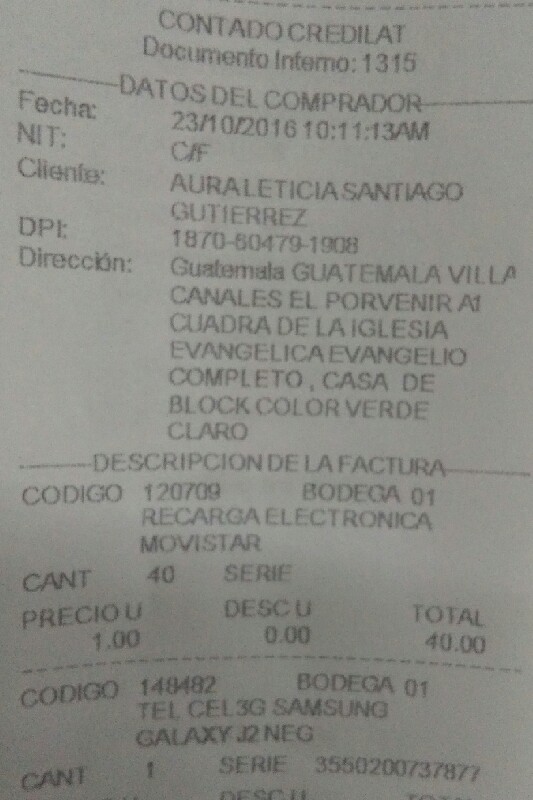 CONTADO CREDILAT
Documento Interno: 1315
DATOS DEL COMPRADOR
Fecha: 23/10/2016 10:11:13AM
NIT: C/F
Cliente: AURA LETICIA SANTIAGO
GUTIERREZ
DPI: 1870-60479-1908
Dirección: Guatemala GUATEMALA VILLA
CANALES EL PORVENIR A1
CUADRA DE LA IGLESIA
EVANGELICA EVANGELIO
COMPLETO , CASA DE
BLOCK COLOR VERDE
CLARO
DESCRIPCION DE LA FACTURA
CODIGO 120709 BODEGA 01
RECARGA ELECTRONICA
MOVISTAR
CANT 40 SERIE
PRECIO U DESC U TOTAL
1.00 0.00 40.00
CODIGO 148482 BODEGA 01
TEL CEL3G SAMSUNG
GALAXY J2 NEG
CANT 1 SERIE 3550200737877
DESC U TOTAL